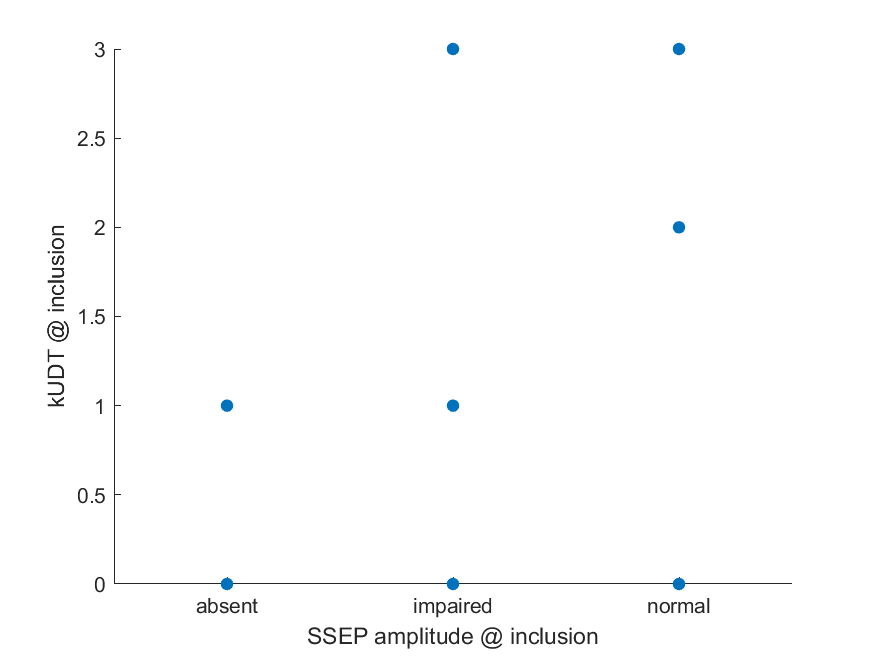 3
2.5
2
1.5
1
0.5
0
kUDT @ inclusion
absent impaired normal
SSEP amplitude @ inclusion